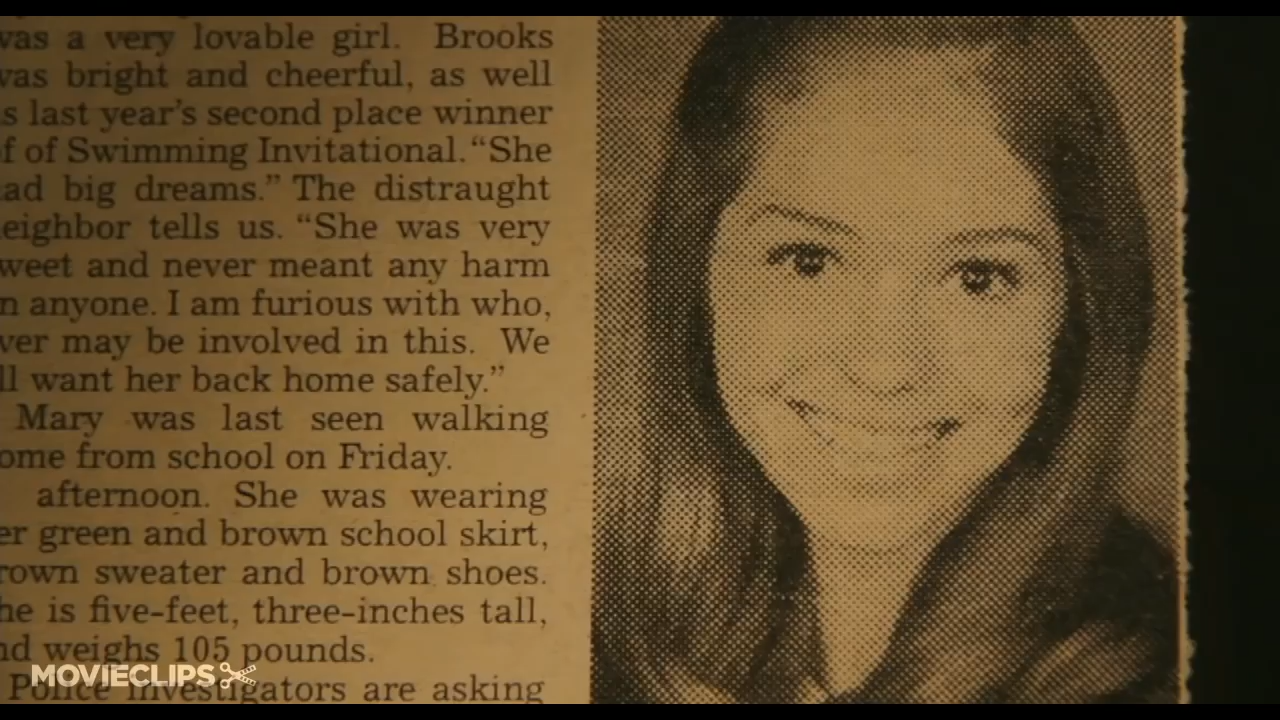 was a very lovable girl. Brooks
was bright and cheerful, as well
s last year's second place winner
f of Swimming Invitational. "She
ad big dreams." The distraught
eighbor tells us. "She was very
weet and never meant any harm
n anyone. I am furious with who,
ver may be involved in this. We
ll want her back home safely."
Mary was last seen walking
ome from school on Friday.
afternoon. She was wearing
er green and brown school skirt,
rown sweater and brown shoes.
he is five-feet, three-inches tall,
nd weighs 105 pounds.
Police investigators are asking
MOVIECLIPS